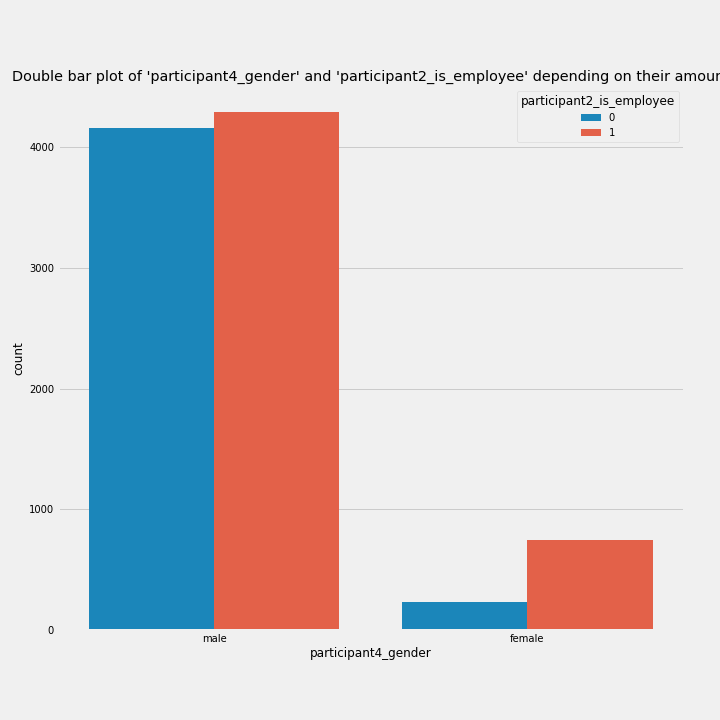 Double bar plot of 'participant4_gender' and 'participant2_is_employee' depending on their
participant2_is_employee
0
1
4000
3000
2000
1000
0
count
male
female
participant4_gender